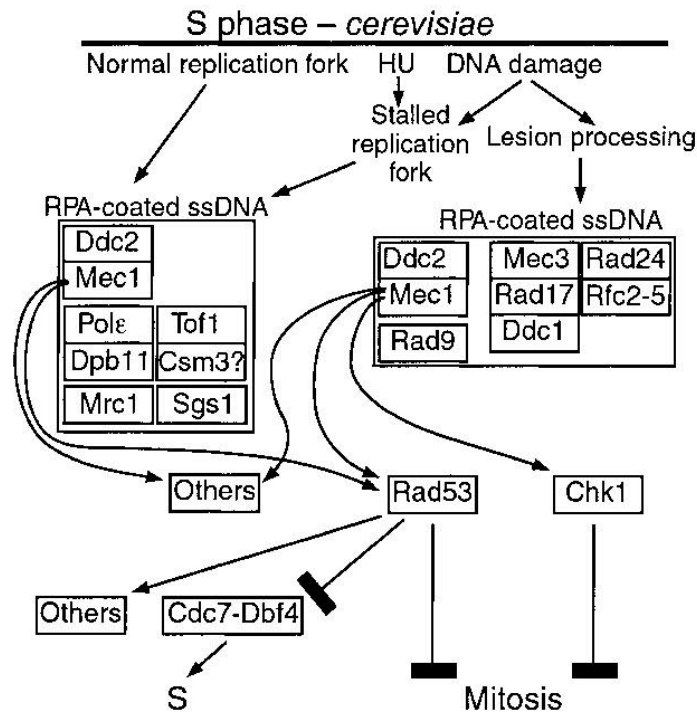 S phase – cerevisiae
Normal replication fork HU DNA damage
Stalled
replication
fork
Lesion processing
RPA-coated ssDNA
Ddc2
Mec1
Polε Tof1
Dpb11 Csm3?
Mrc1 Sgs1
RPA-coated ssDNA
Ddc2 Mec3 Rad24
Mec1 Rad17 Rfc2-5
Rad9 Ddc1
Others Rad53 Chk1
Others Cdc7-Dbf4
S Mitosis